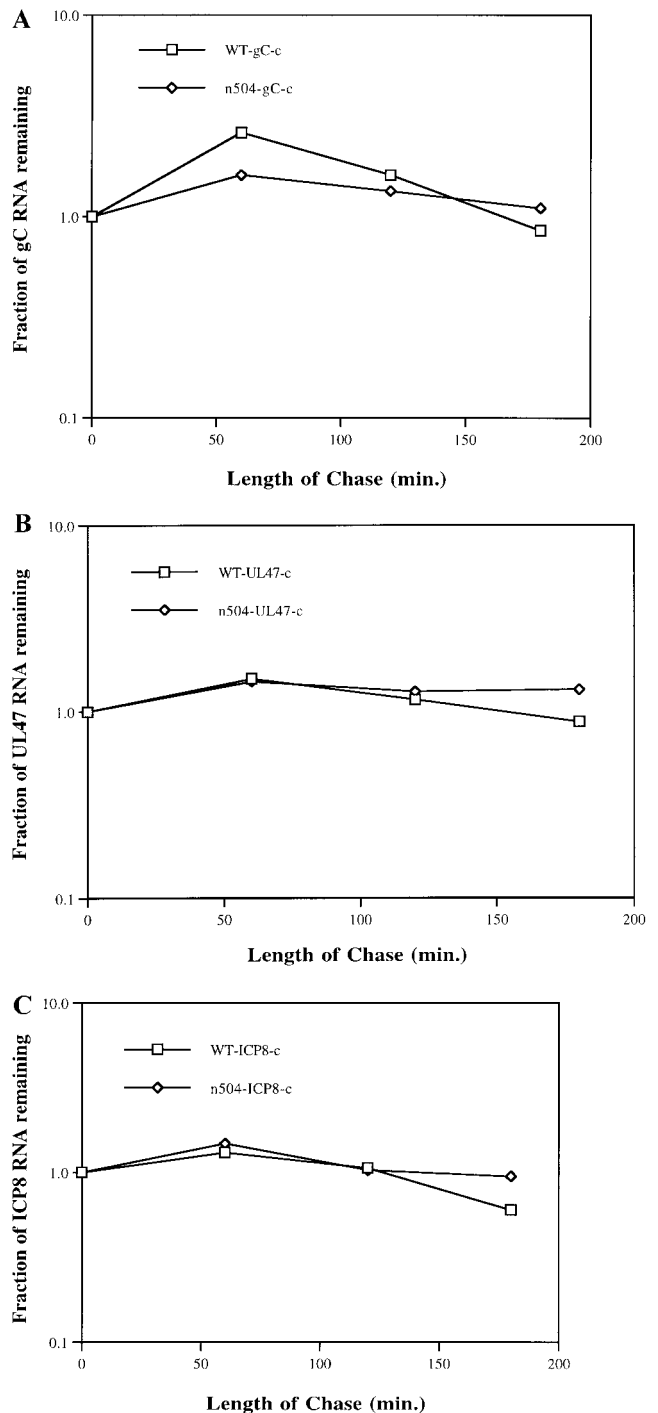 A
10.0
WT-gC-c
n504-gC-c
Fraction of gC RNA remaining
1.0
0.1
0 50 100 150 200
Length of Chase (min.)
B
10.0
WT-UL47-c
n504-UL47-c
Fraction of UL47 RNA remaining
1.0
0.1
0 50 100 150 200
Length of Chase (min.)
C
10.0
WT-ICP8-c
n504-ICP8-c
Fraction of ICP8 RNA remaining
1.0
0.1
0 50 100 150 200
Length of Chase (min.)